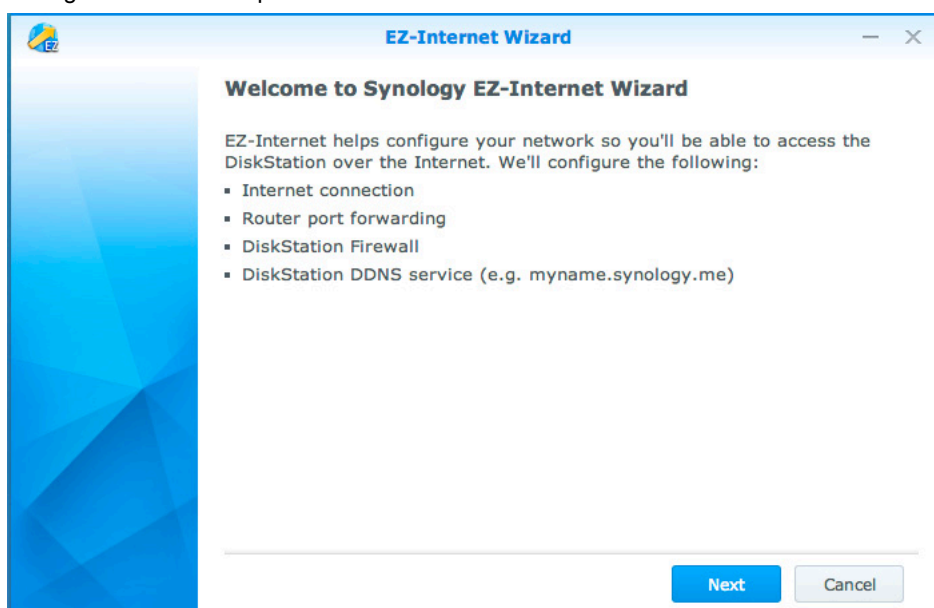 EZ-Internet Wizard
EZ
Welcome to Synology EZ-Internet Wizard
EZ-Internet helps configure your network so you'll be able to access the
DiskStation over the Internet. We'll configure the following:
▪ Internet connection
▪ Router port forwarding
▪ DiskStation Firewall
▪ DiskStation DDNS service (e.g. myname.synology.me)
Next Cancel